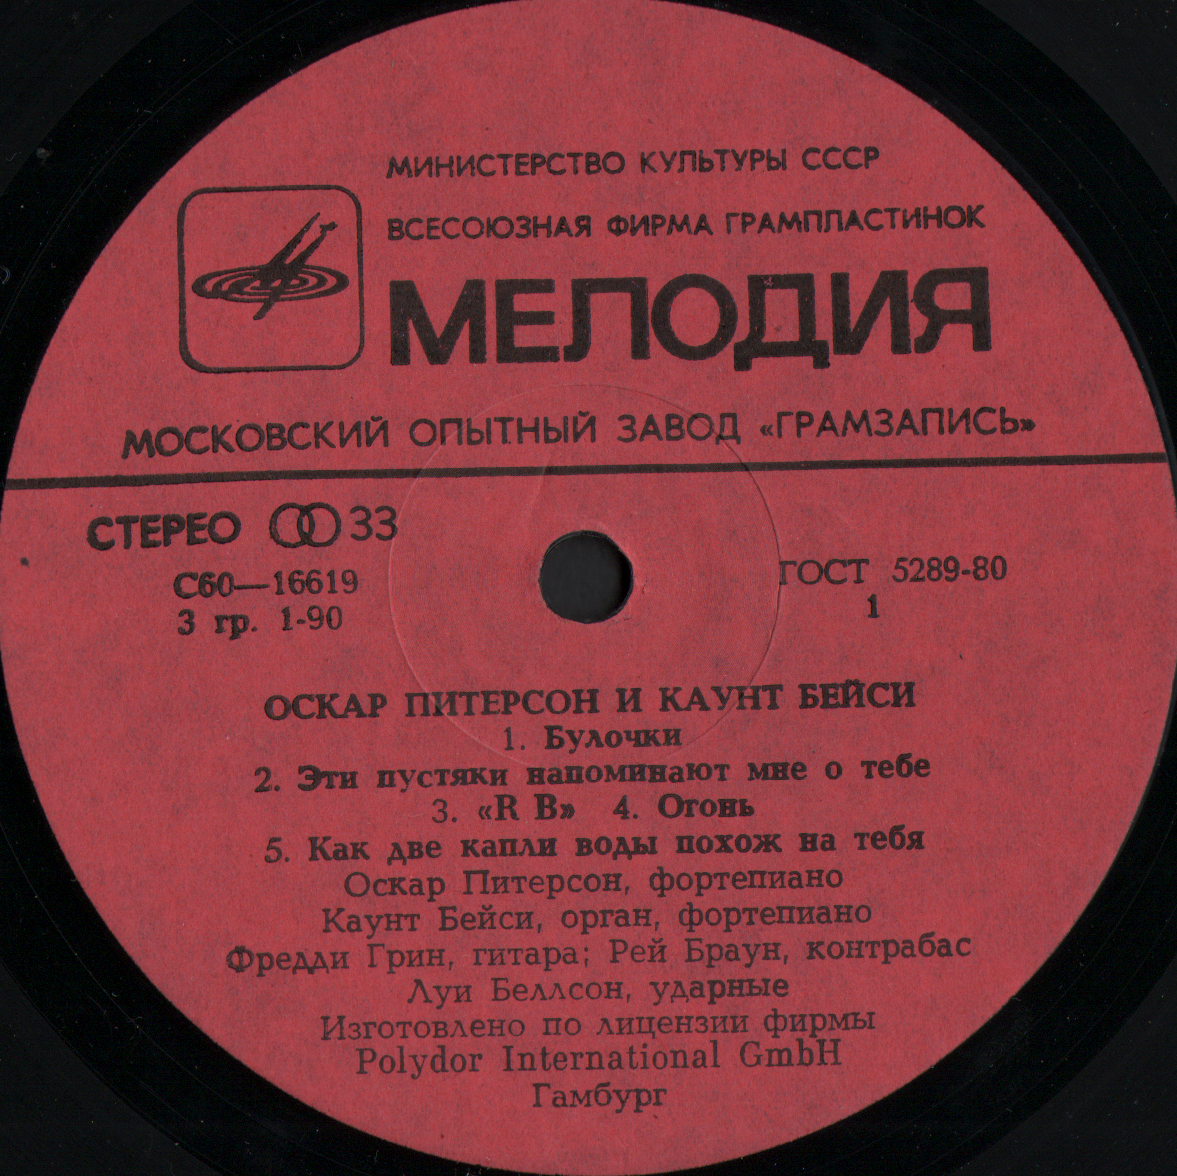 МИНИСТЕРСТВО КУЛЬТУРЫ СССР
ВСЕСОЮЗНАЯ ФИРМА ГРАМПЛАСТИНОК
МЕЛОДИЯ
МОСКОВСКИЙ ОПЫТНЫЙ ЗАВОД «ГРАМЗАПИСЬ»
СТЕРЕО 33
С60—16619
3 гр. 1-90
ГОСТ 5289-80
1
ОСКАР ПИТЕРСОН И КАУНТ БЕЙСИ
1. Булочки
2. Эти пустяки напоминают мне о тебе
3. «R B» 4. Огонь
5. Как две капли воды похож на тебя
Оскар Питерсон, фортепиано
Каунт Бейси, орган, фортепиано
Фредди Грин, гитара; Рей Браун, контрабас
Луи Беллсон, ударные
Изготовлено по лицензии фирмы
Polydor International GmbH
Гамбург